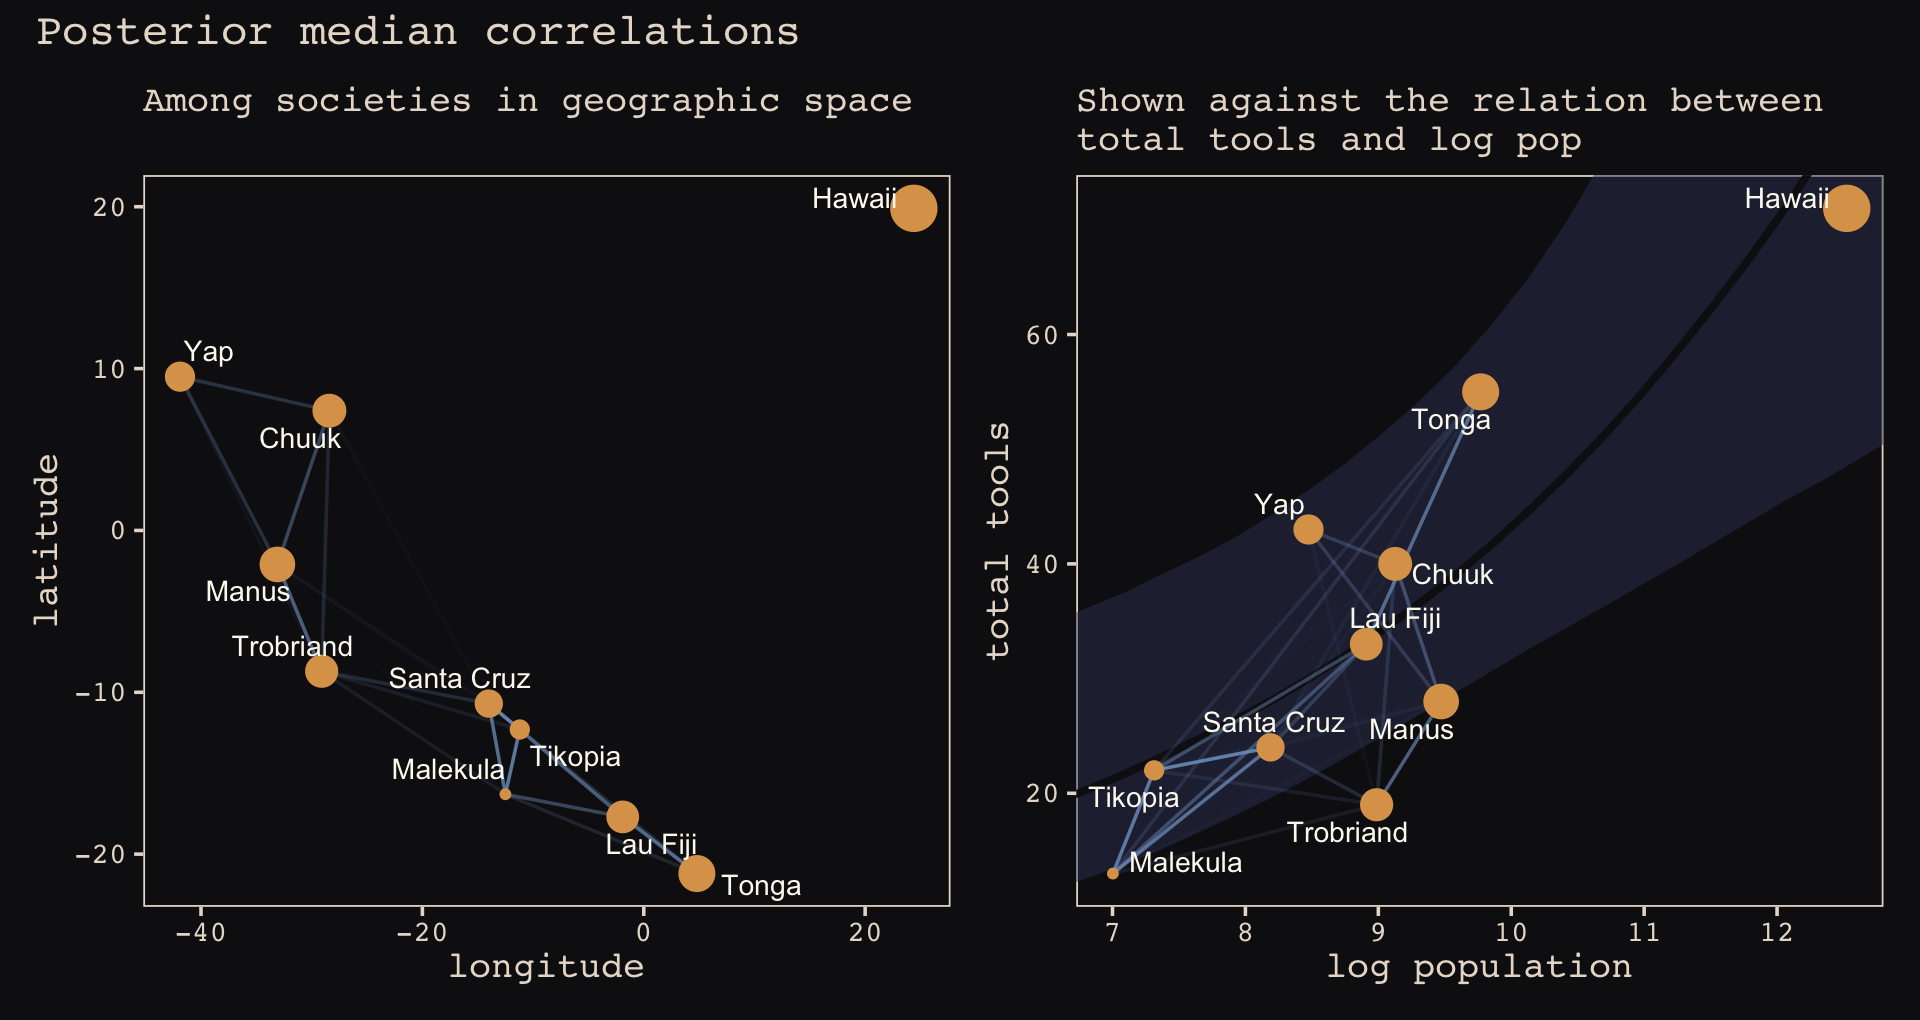 Posterior median correlations
Among societies in geographic space
Hawaii
Yap
Chuuk
Manus
Trobriand
Santa Cruz
Tikopia
Malekula
Lau Fiji
Tonga
20
10
0
−10
−20
latitude
−40
−20
0
20
longitude
Shown against the relation between
total tools and log pop
Hawaii
Tonga
Yap
Chuuk
Lau Fiji
Santa Cruz
Manus
Tikopia
Trobriand
Malekula
60
40
20
total tools
7
8
9
10
11
12
log population